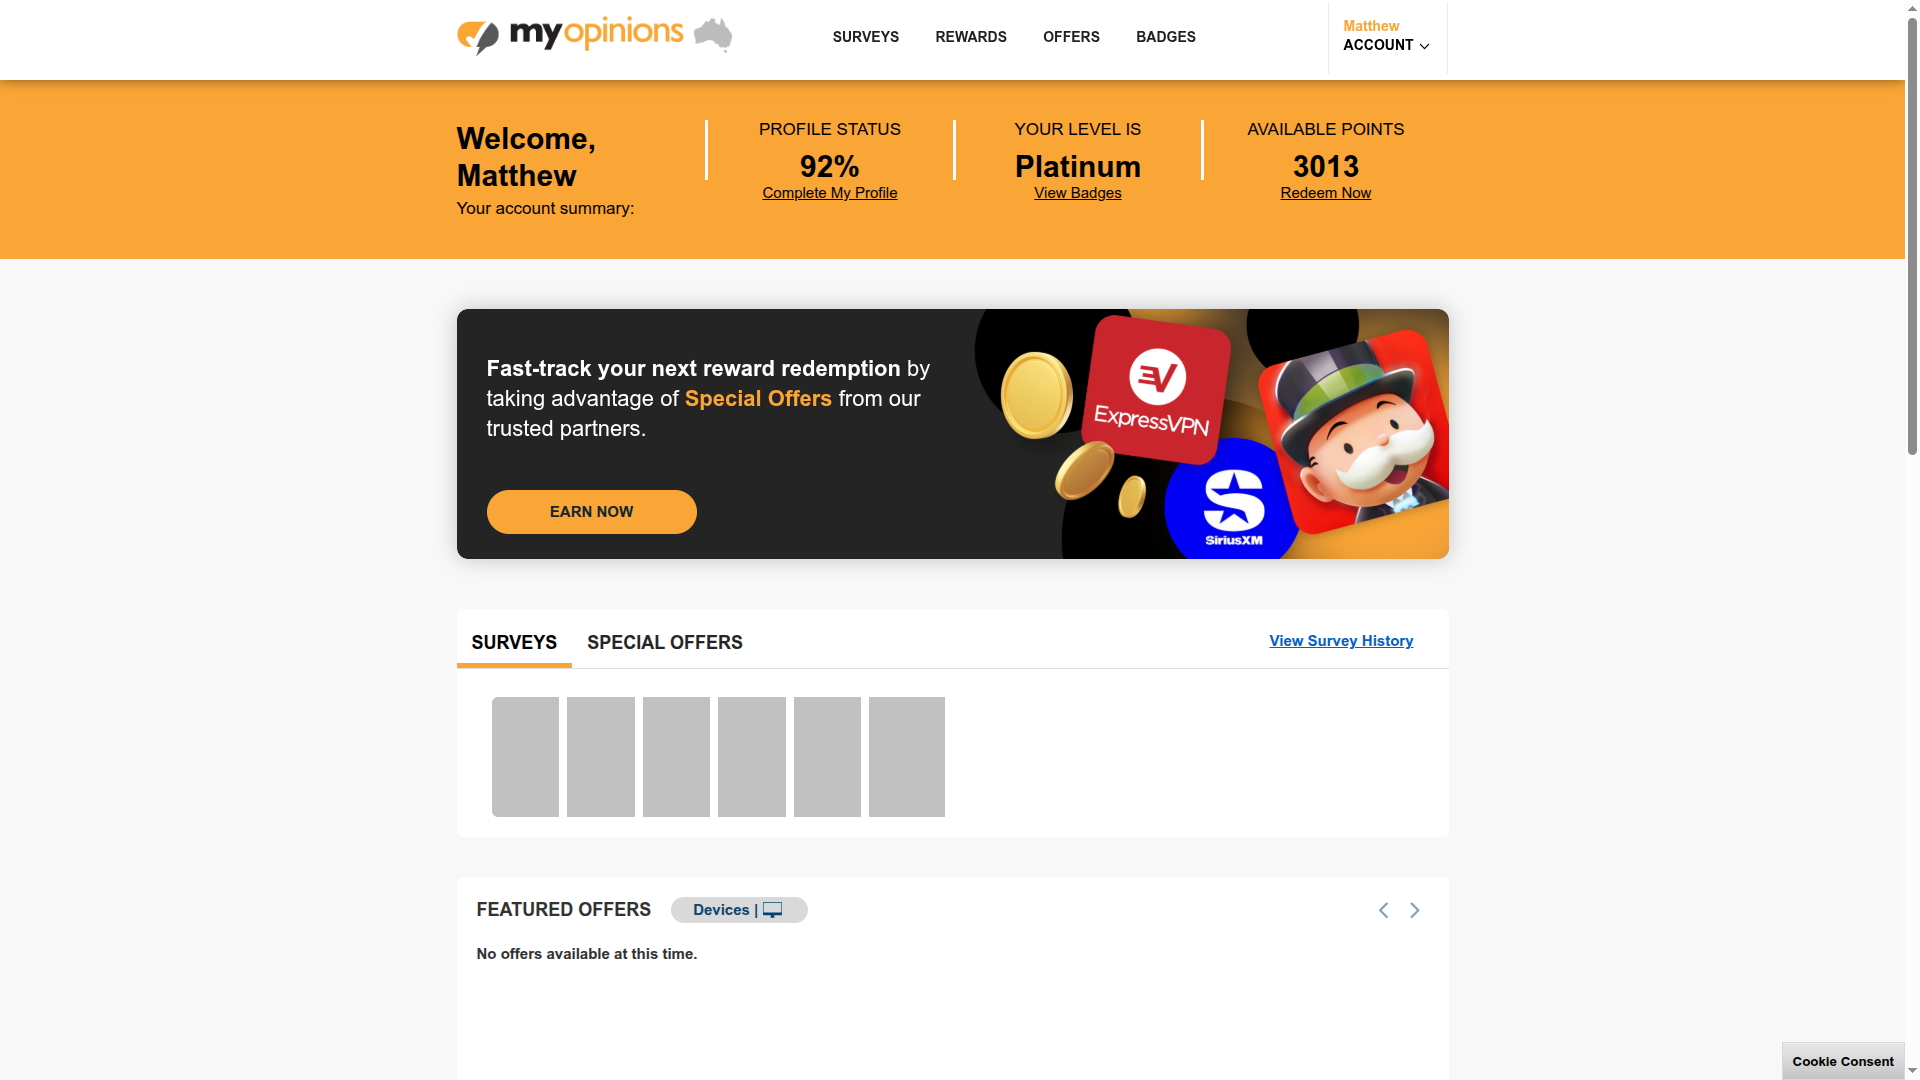 myopinions
SURVEYS
REWARDS
OFFERS
BADGES
Matthew
ACCOUNT
Welcome,
Matthew
Your account summary:
PROFILE STATUS
92%
Complete My Profile
YOUR LEVEL IS
Platinum
View Badges
AVAILABLE POINTS
3013
Redeem Now
Fast-track your next reward redemption by
taking advantage of Special Offers from our
trusted partners.
EARN NOW
ExpressVPN
SiriusXM
SURVEYS
SPECIAL OFFERS
View Survey History
FEATURED OFFERS
Devices |
No offers available at this time.
Cookie Consent